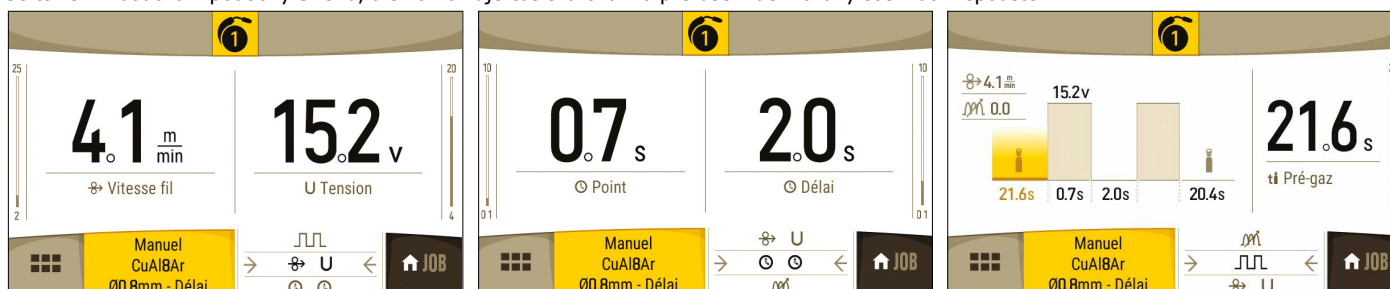 1
25
20
4.1 m/min
15.2 V
Vitesse fil
U Tension
2
4
Manuel
CuAl8Ar
Ø0.8mm - Délai
U
JOB
1
10
10
0.7 s
2.0 s
Point
Délai
0.1
0.1
Manuel
CuAl8Ar
Ø0.8mm - Délai
U
JOB
1
4.1 m/min
0.0
15.2v
21.6s
0.7s
2.0s
20.4s
21.6 s
ti Pré-gaz
Manuel
CuAl8Ar
Ø0.8mm - Délai
U
JOB